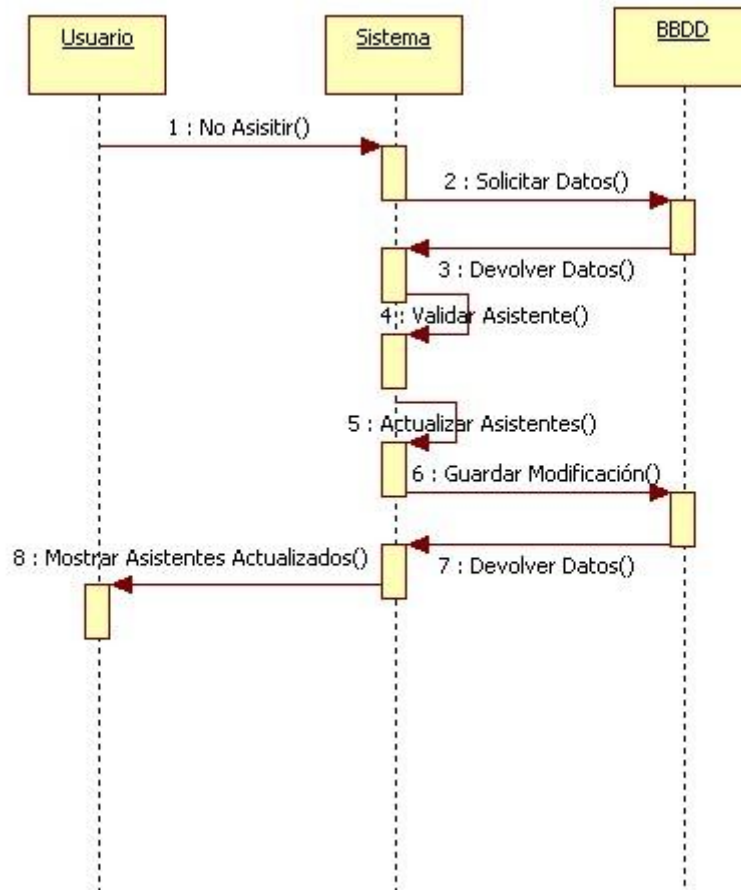 Usuario
Sistema
BBDD
1 : No Asisitir()
2 : Solicitar Datos()
3 : Devolver Datos()
4 : Validar Asistente()
5 : Actualizar Asistentes()
6 : Guardar Modificación()
7 : Devolver Datos()
8 : Mostrar Asistentes Actualizados()